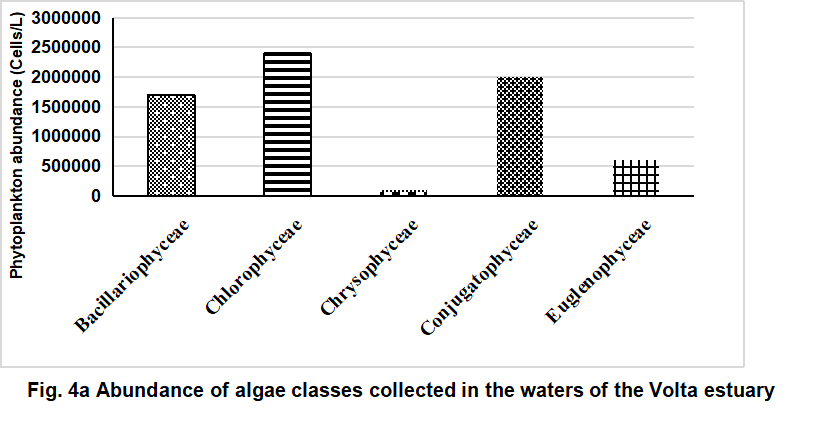 Phytoplankton abundance (Cells/L)
3000000
2500000
2000000
1500000
1000000
500000
0
Bacillariophyceae
Chlorophyceae
Chrysophyceae
Conjugatophyceae
Euglenophyceae
Fig. 4a Abundance of algae classes collected in the waters of the Volta estuary